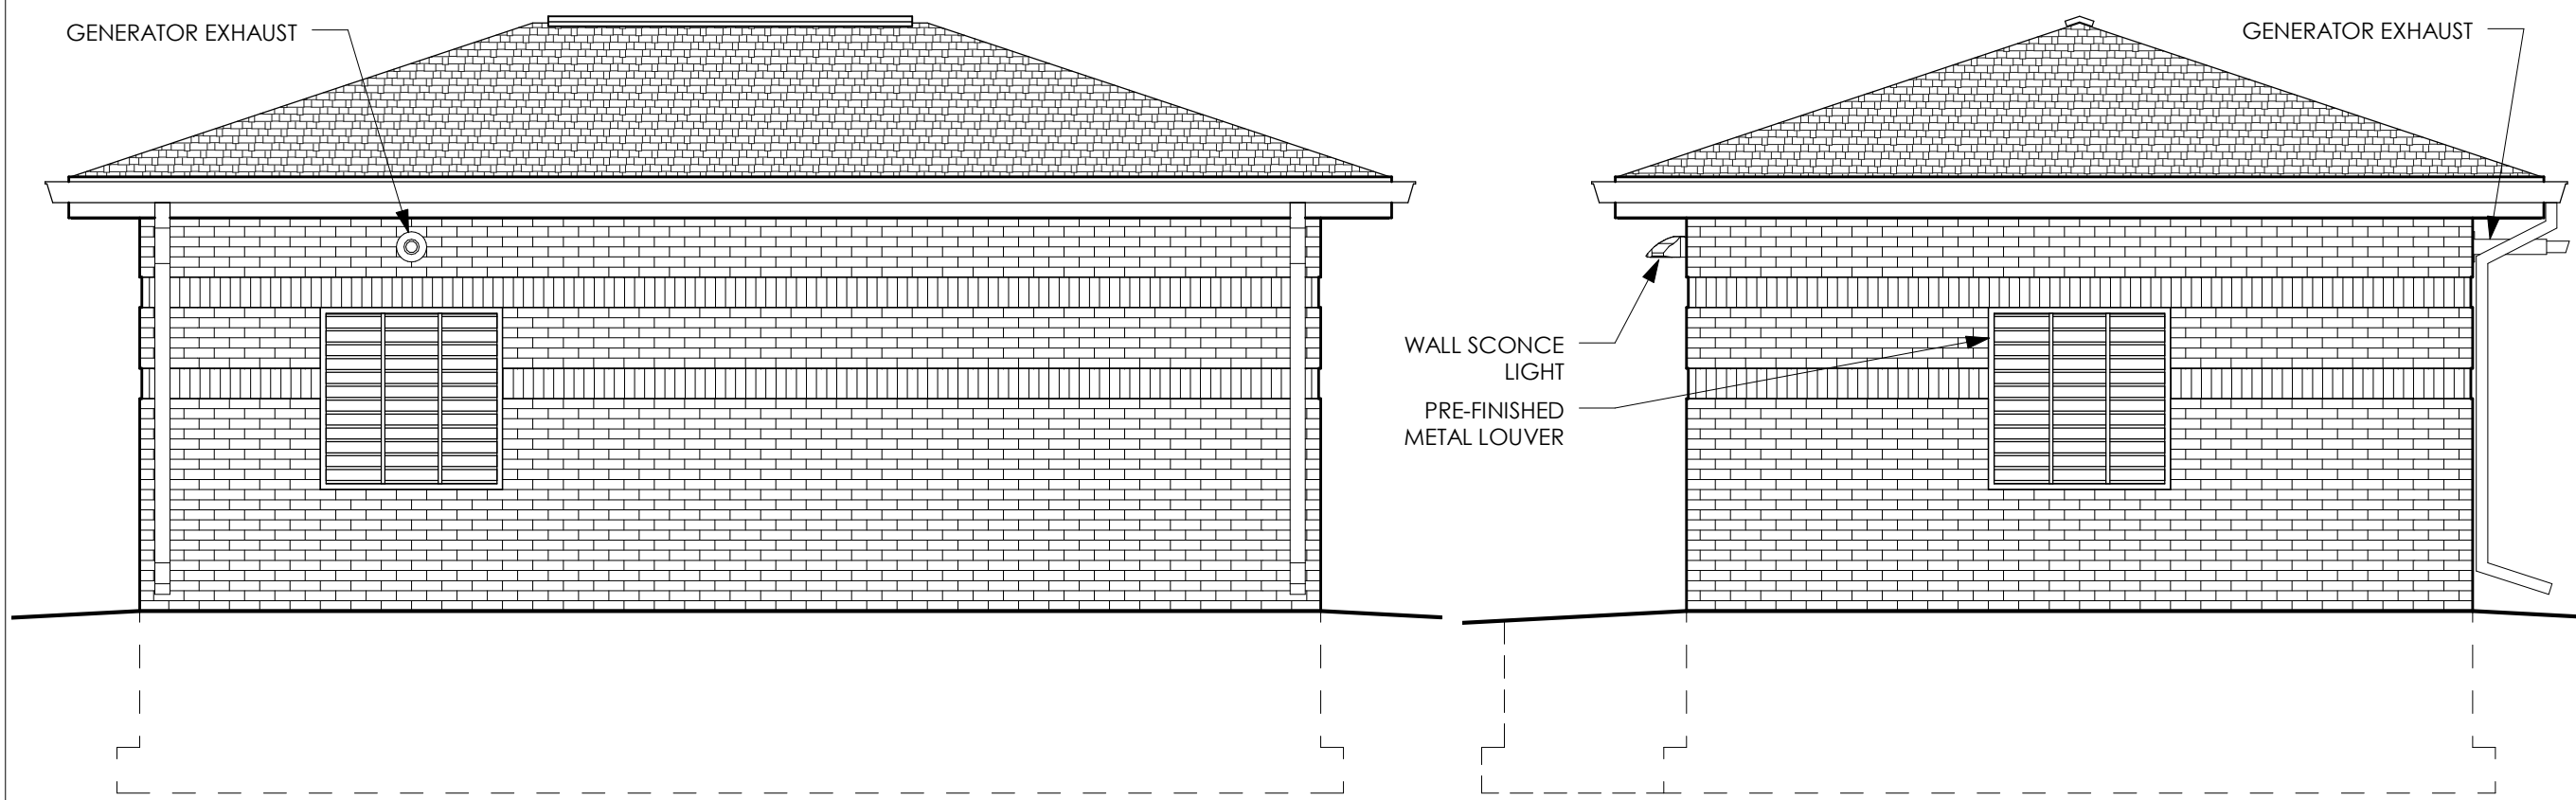 GENERATOR EXHAUST
GENERATOR EXHAUST
WALL SCONCE
LIGHT
PRE-FINISHED
METAL LOUVER